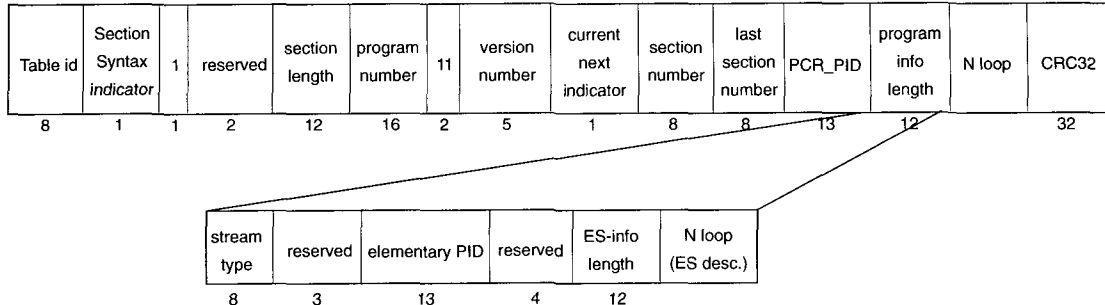 Table id
Section
Syntax
indicator
1
reserved
section
length
program
number
11
version
number
current
next
indicator
section
number
last
section
number
PCR_PID
program
info
length
N loop
CRC32
8
1
1
2
12
16
2
5
1
8
8
13
12
32
stream
type
reserved
elementary PID
reserved
ES-info
length
N loop
(ES desc.)
8
3
13
4
12